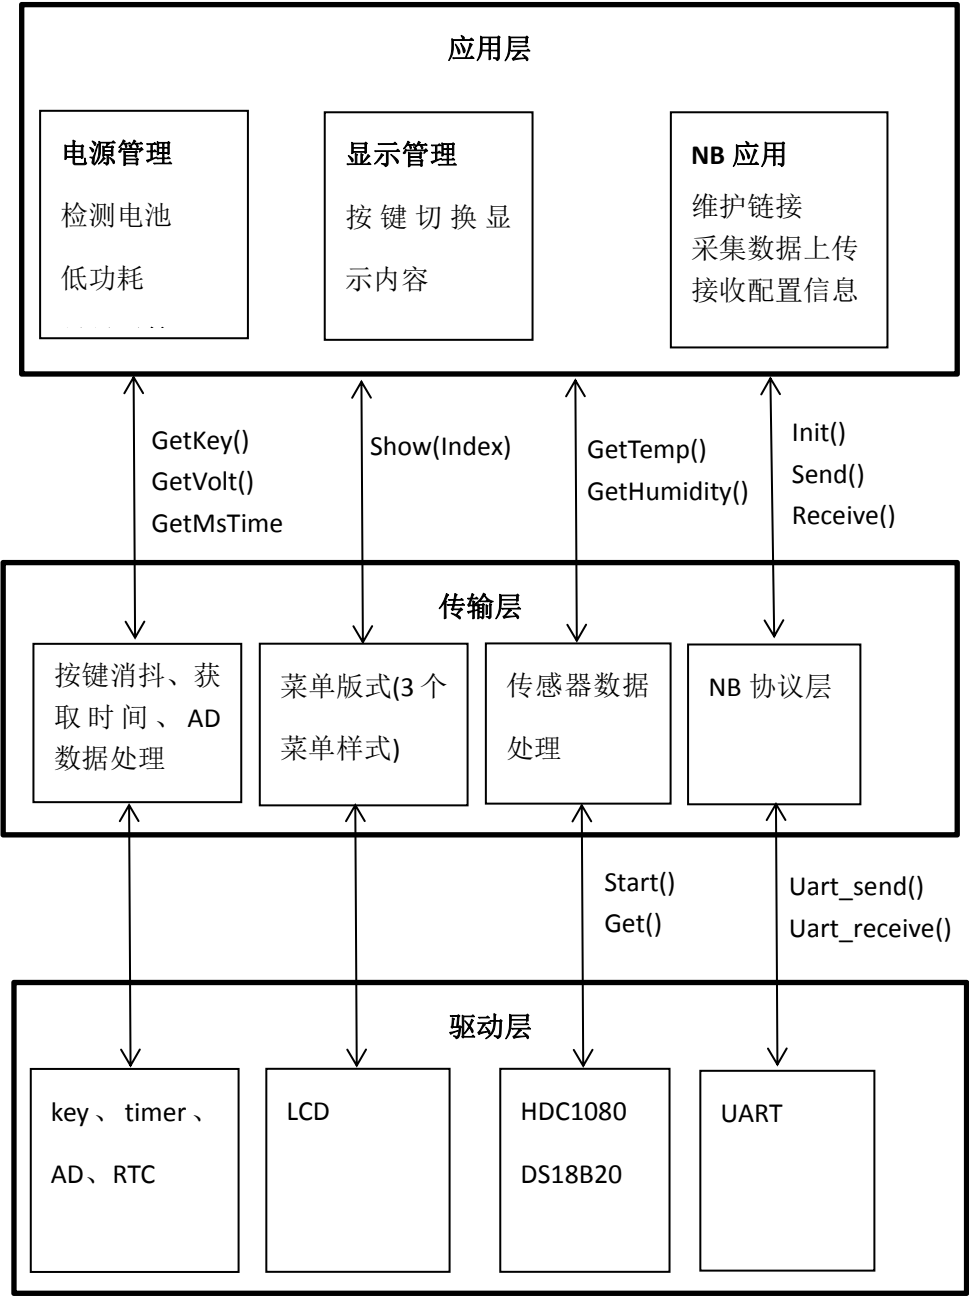 应用层
电源管理
检测电池
低功耗
显示管理
按键切换显
示内容
NB 应用
维护链接
采集数据上传
接收配置信息
GetKey()
GetVolt()
GetMsTime
Show(Index)
GetTemp()
GetHumidity()
Init()
Send()
Receive()
传输层
按键消抖、获
取时间、AD
数据处理
菜单版式(3 个
菜单样式)
传感器数据
处理
NB 协议层
Start()
Get()
Uart_send()
Uart_receive()
驱动层
key、timer、
AD、RTC
LCD
HDC1080
DS18B20
UART